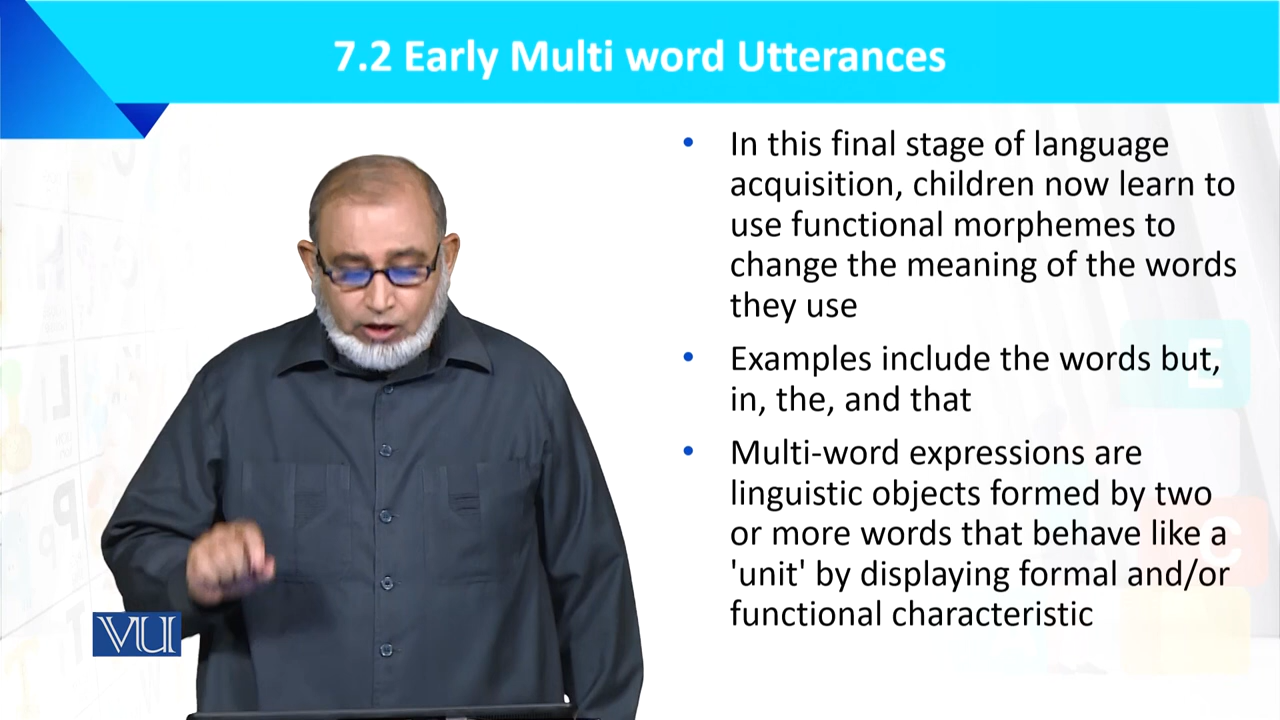 7.2 Early Multi word Utterances
• In this final stage of language
acquisition, children now learn to
use functional morphemes to
change the meaning of the words
they use
• Examples include the words but,
in, the, and that
• Multi-word expressions are
linguistic objects formed by two
or more words that behave like a
'unit' by displaying formal and/or
functional characteristic
VU
E
C